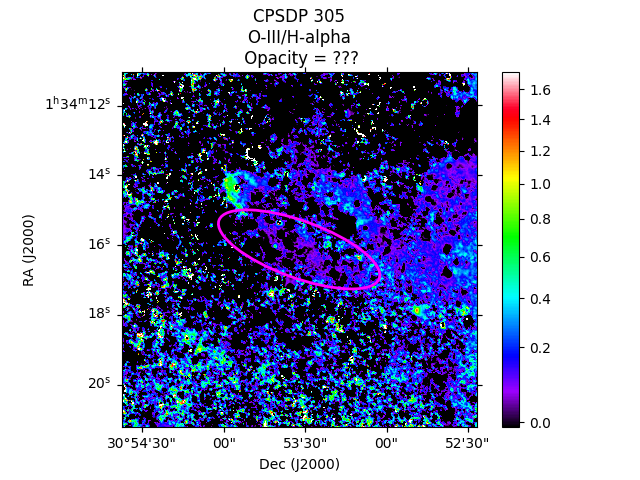 CPSDP 305
O-III/H-alpha
Opacity = ???
1ʰ34ᵐ12ˢ
14ˢ
16ˢ
18ˢ
20ˢ
RA (J2000)
30°54'30" 00" 53'30" 00" 52'30"
Dec (J2000)
1.6
1.4
1.2
1.0
0.8
0.6
0.4
0.2
0.0